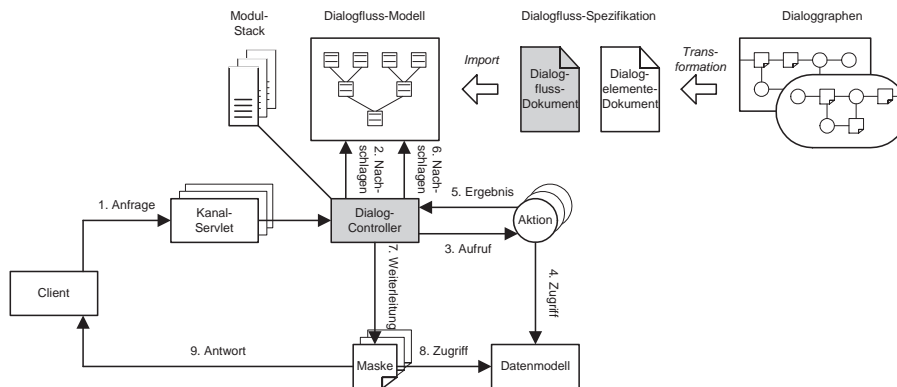 Modul-
Stack
Dialogfluss-Modell
Dialogfluss-Spezifikation
Dialoggraphen
Import
Dialog-
fluss-
Dokument
Dialog-
elemente-
Dokument
Trans-
formation
2. Nach-
schlagen
6. Nach-
schlagen
1. Anfrage
Kanal-
Servlet
Dialog-
Controller
5. Ergebnis
Aktion
3. Aufruf
7. Weiterleitung
4. Zugriff
Client
9. Antwort
Maske
8. Zugriff
Datenmodell